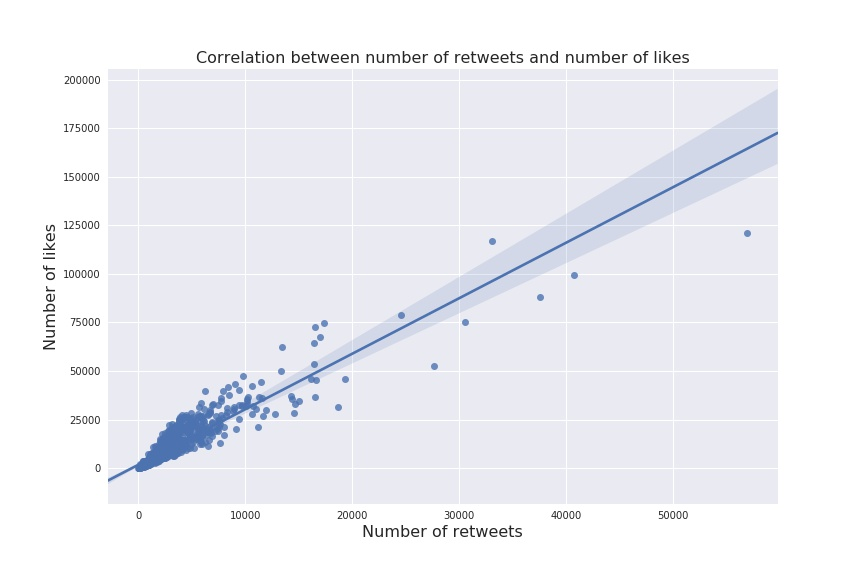 Correlation between number of retweets and number of likes
200000
175000
150000
125000
100000
75000
50000
25000
0
Number of likes
0 10000 20000 30000 40000 50000
Number of retweets